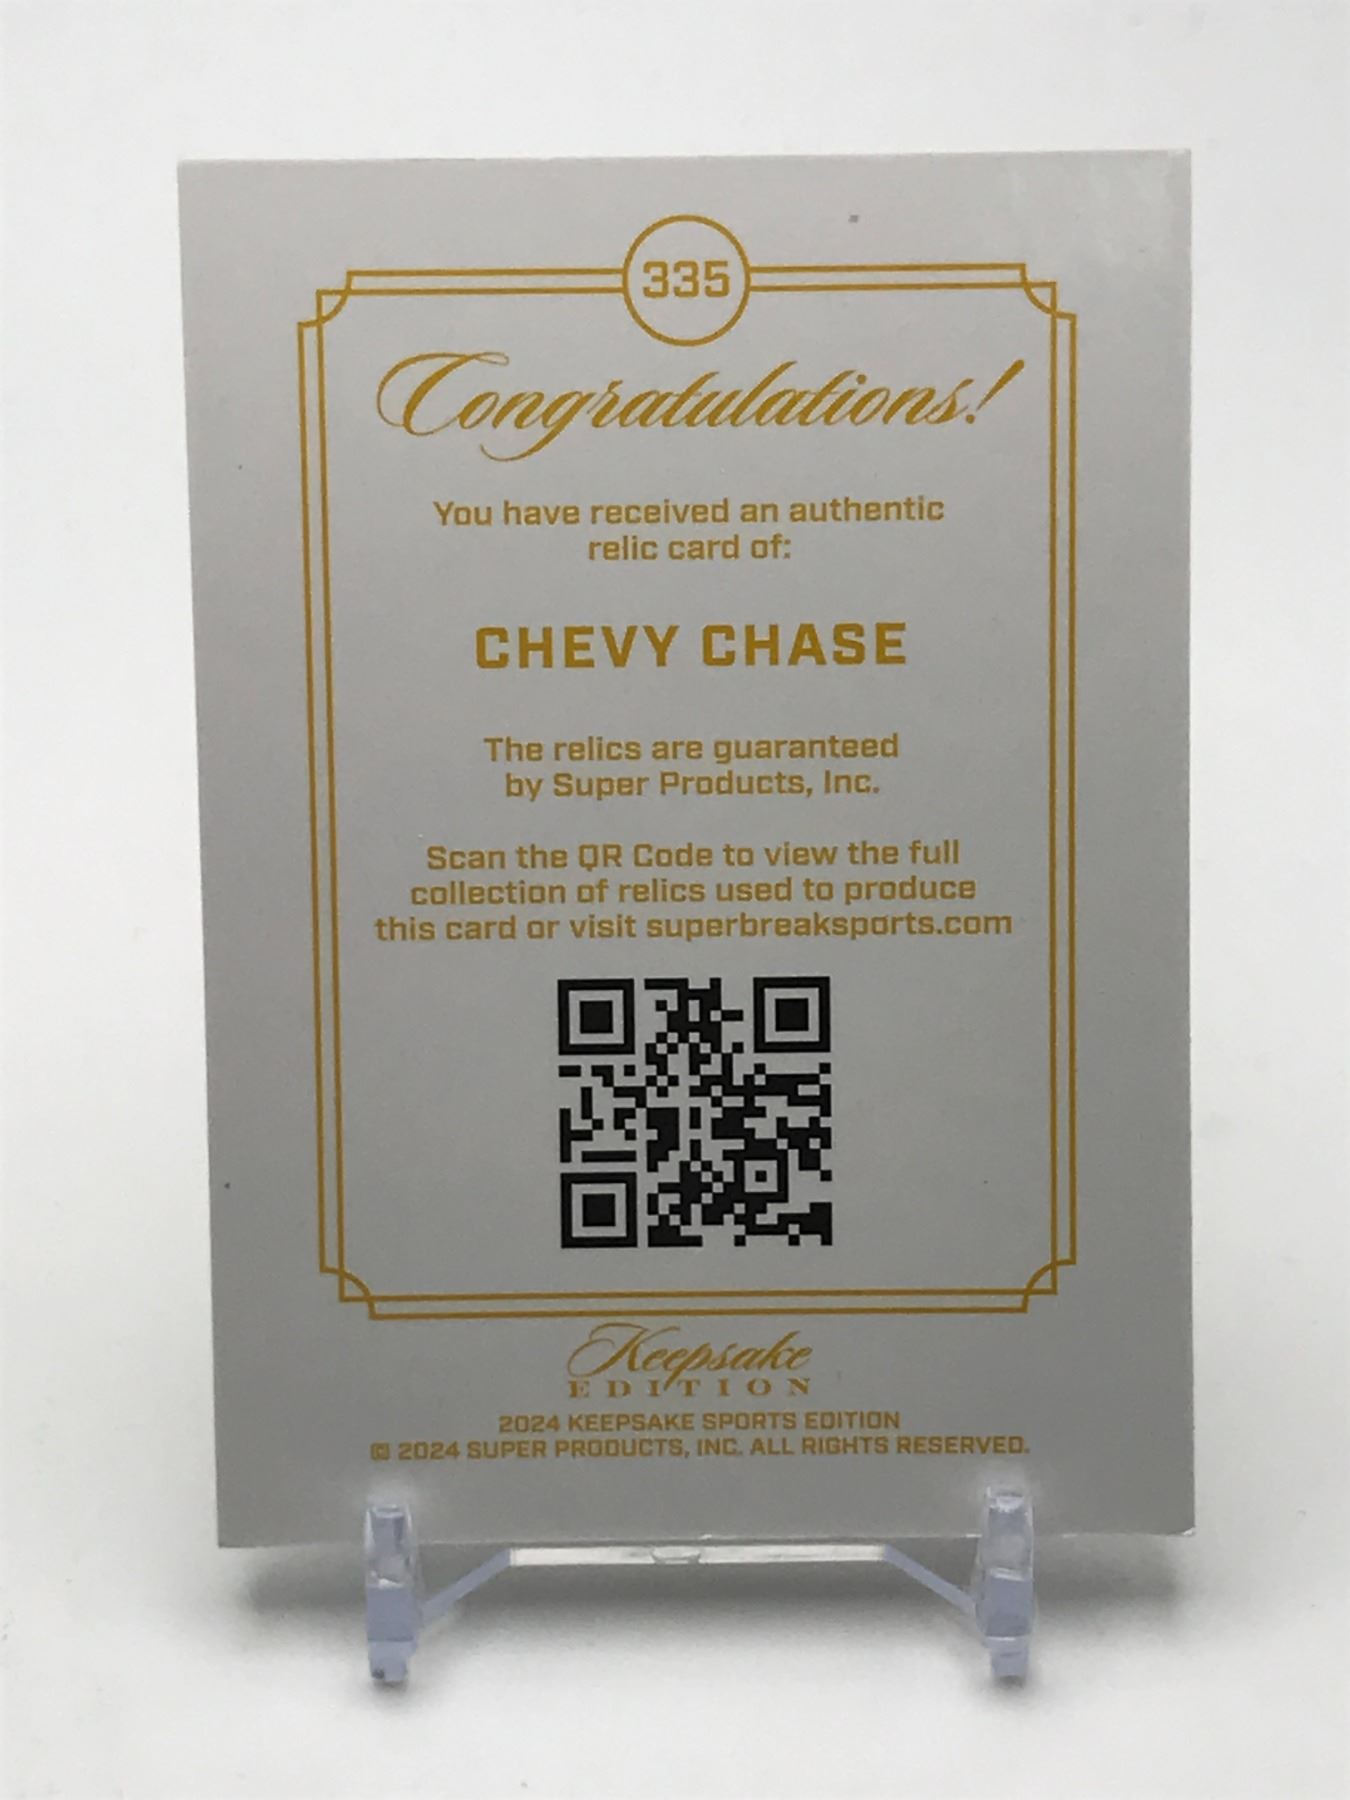 335
Congratulations!
You have received an authentic
relic card of:
CHEVY CHASE
The relics are guaranteed
by Super Products, Inc.
Scan the QR Code to view the full
collection of relics used to produce
this card or visit superbreaksports.com
Keepsake
EDITION
2024 KEEPSAKE SPORTS EDITION
© 2024 SUPER PRODUCTS, INC. ALL RIGHTS RESERVED.